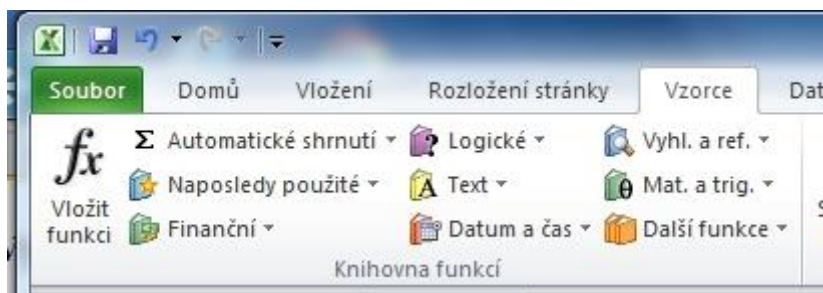 Soubor Domů Vložení Rozložení stránky Vzorce Dat
fx Σ Automatické shrnutí Logické Vyhl. a ref.
Naposledy použité A Text θ Mat. a trig.
Vložit
funkci Finanční Datum a čas Další funkce
Knihovna funkcí